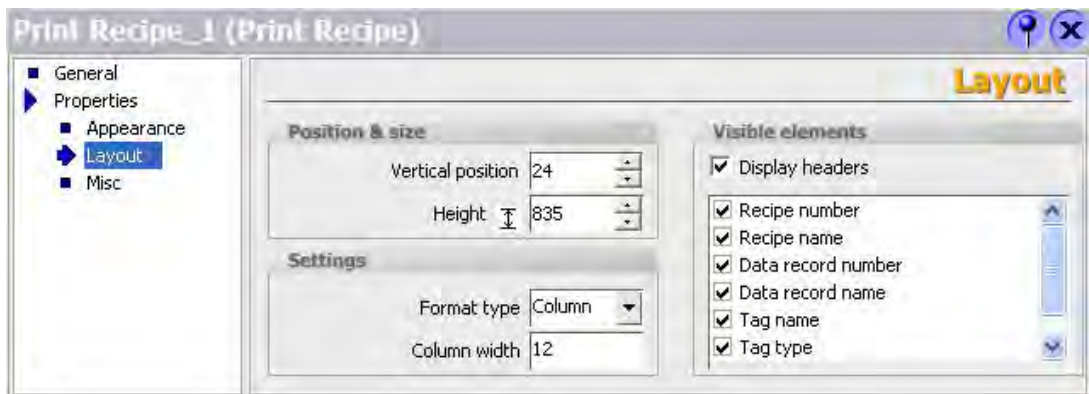 Print Recipe_1 (Print Recipe)
General
Properties
Appearance
Layout
Misc
Layout
Position & size
Vertical position 24
Height 835
Settings
Format type Column
Column width 12
Visible elements
Display headers
Recipe number
Recipe name
Data record number
Data record name
Tag name
Tag type